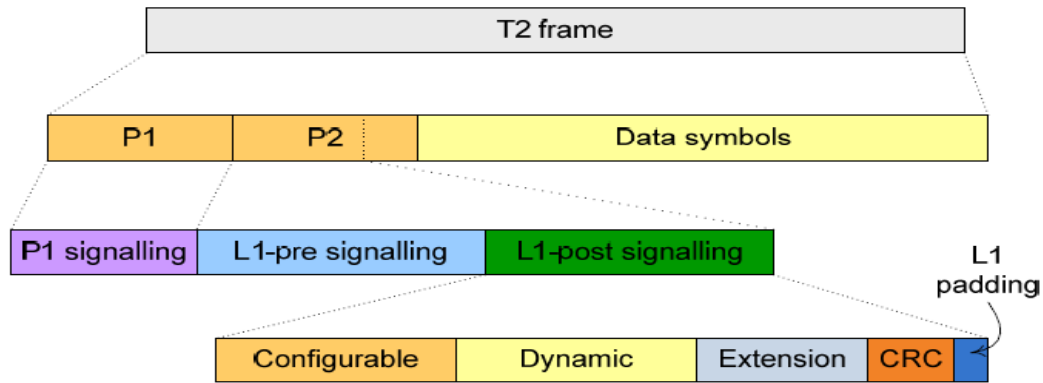 T2 frame
P1 P2 Data symbols
P1 signalling L1-pre signalling L1-post signalling
L1
padding
Configurable Dynamic Extension CRC